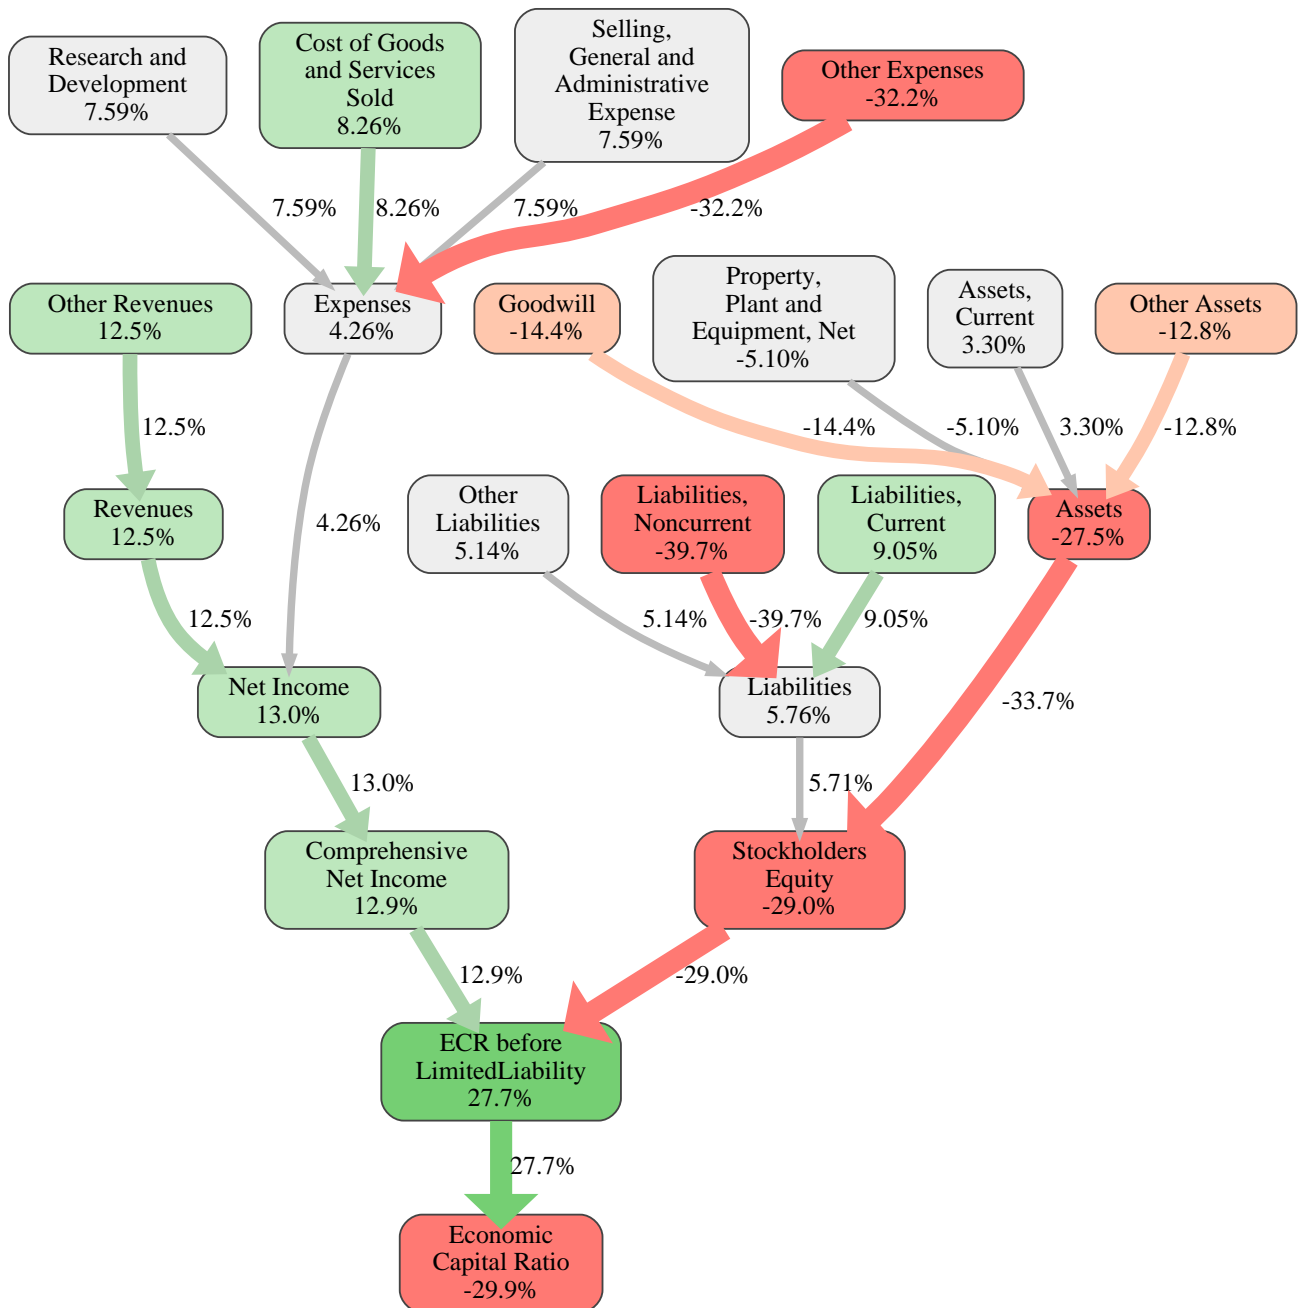 Research and
Development
7.59%
Cost of Goods
and Services
Sold
8.26%
Selling,
General and
Administrative
Expense
7.59%
Other Expenses
-32.2%
7.59%
8.26%
7.59%
-32.2%
Other Revenues
12.5%
Expenses
4.26%
Goodwill
-14.4%
Property,
Plant and
Equipment, Net
-5.10%
Assets,
Current
3.30%
Other Assets
-12.8%
12.5%
-14.4%
-5.10%
3.30%
-12.8%
Revenues
12.5%
4.26%
Other
Liabilities
5.14%
Liabilities,
Noncurrent
-39.7%
Liabilities,
Current
9.05%
Assets
-27.5%
12.5%
5.14%
-39.7%
9.05%
Net Income
13.0%
Liabilities
5.76%
-33.7%
13.0%
5.71%
Comprehensive
Net Income
12.9%
Stockholders
Equity
-29.0%
12.9%
-29.0%
ECR before
LimitedLiability
27.7%
27.7%
Economic
Capital Ratio
-29.9%